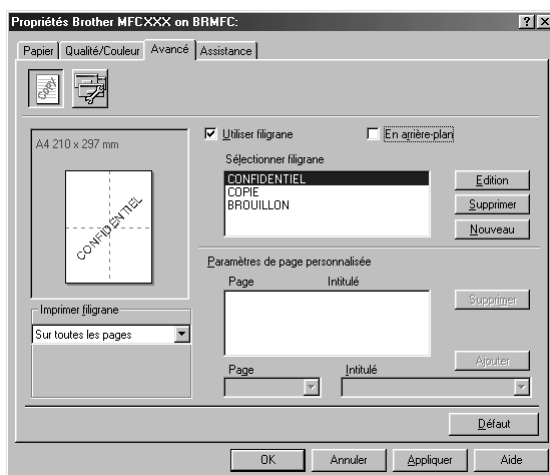 Propriétés Brother MFCXXX on BRMFC:
Papier
Qualité/Couleur
Avancé
Assistance
COPY
A4 210 x 297 mm
CONFIDENTIEL
Utiliser filigrane
En arrière-plan
Sélectionner filigrane
CONFIDENTIEL
COPIE
BROUILLON
Edition
Supprimer
Nouveau
Imprimer filigrane
Sur toutes les pages
Paramètres de page personnalisée
Page
Intitulé
Supprimer
Ajouter
Page
Intitulé
Défaut
OK
Annuler
Appliquer
Aide